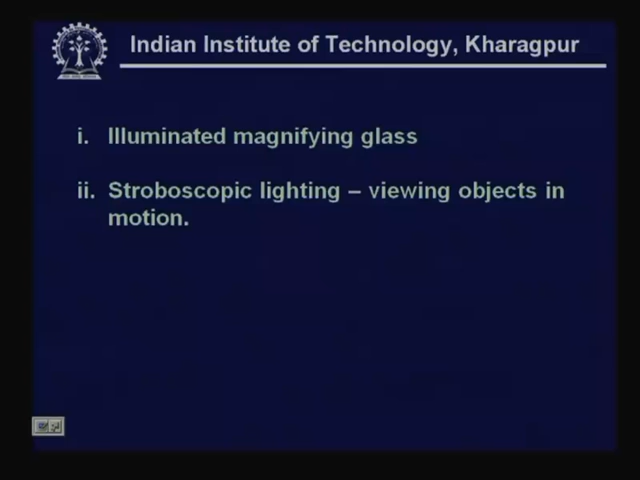 Indian Institute of Technology, Kharagpur
i. Illuminated magnifying glass
ii. Stroboscopic lighting – viewing objects in
motion.